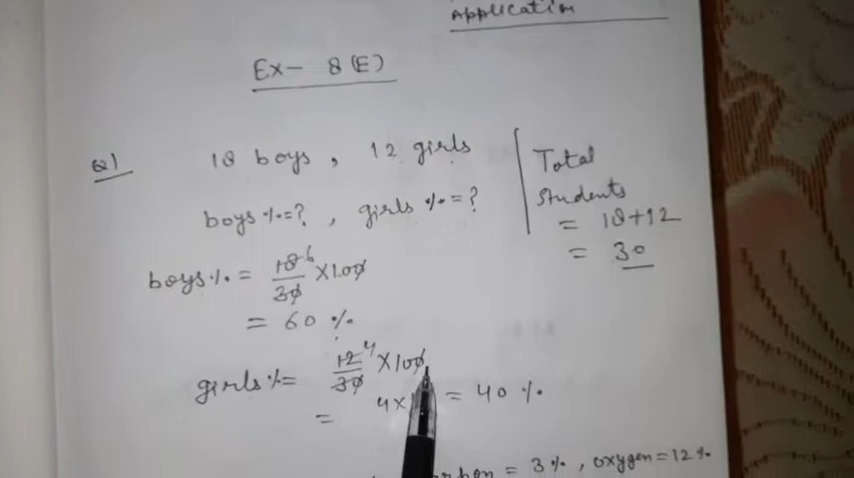 Application
Ex- 8(E)
Q1 18 boys, 12 girls
boys %=?, girls %=?
Total
students
= 18+12
= 30
boys % = 18 6/30 ×100
= 60 %
girls %= 12 4/30 ×100
= 4× = 40 %
= 3%, oxygen=12%